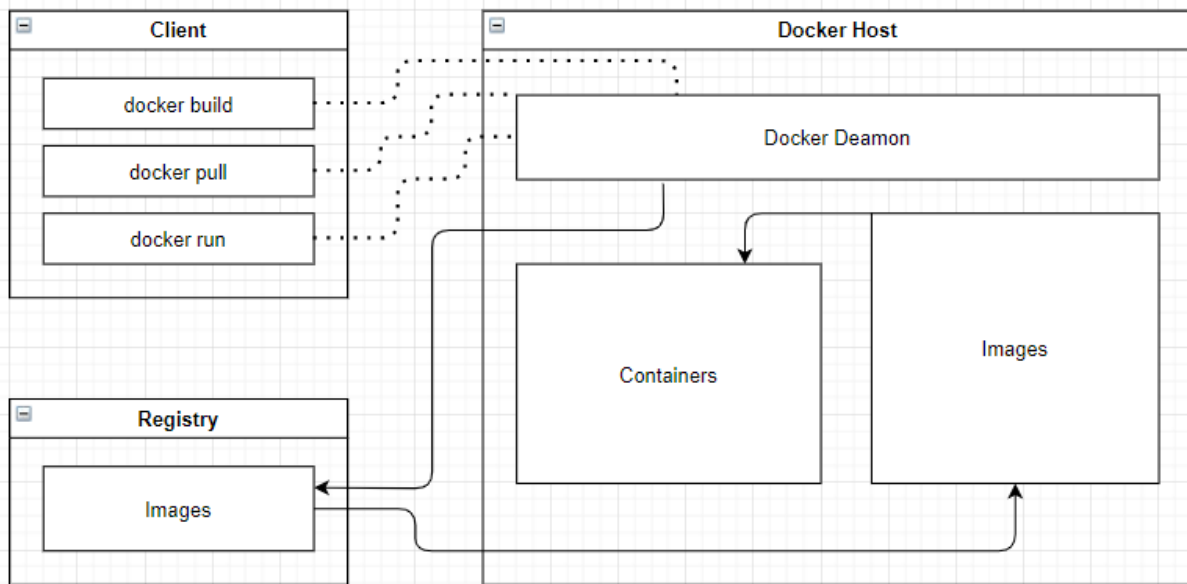 Client
docker build
docker pull
docker run
Docker Host
Docker Deamon
Containers
Images
Registry
Images